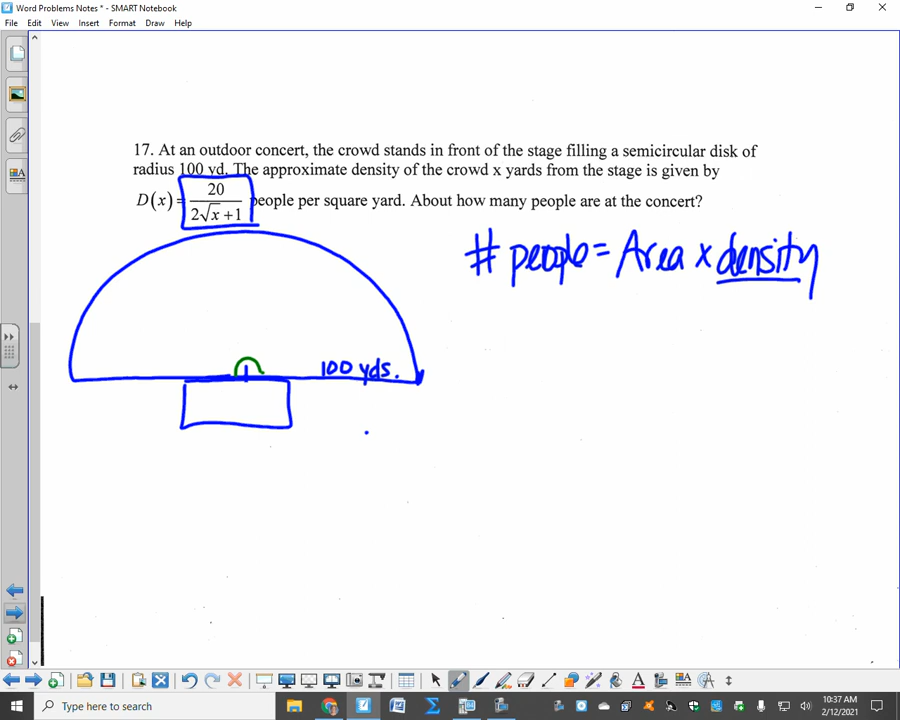 Word Problems Notes * - SMART Notebook
File Edit View Insert Format Draw Help
17. At an outdoor concert, the crowd stands in front of the stage filling a semicircular disk of
radius 100 yd. The approximate density of the crowd x yards from the stage is given by
D(x) = 20 / (2√x + 1) people per square yard. About how many people are at the concert?
# people = Area x density
100 yds.
Type here to search
10:37 AM
2/12/2021